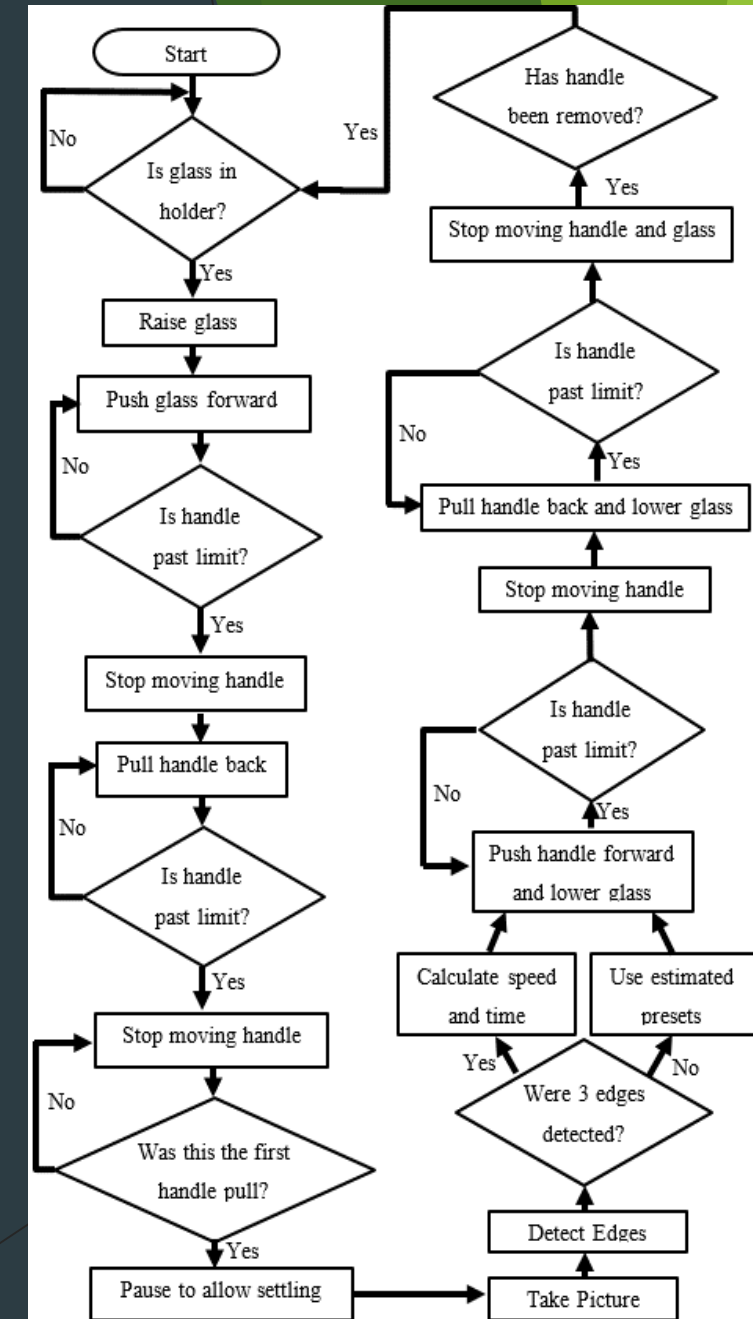 Start
No
Is glass in
holder?
Yes
Raise glass
Push glass forward
No
Is handle
past limit?
Yes
Stop moving handle
Pull handle back
No
Is handle
past limit?
Yes
Stop moving handle
No
Was this the first
handle pull?
Yes
Pause to allow settling
Take Picture
Detect Edges
Were 3 edges
detected?
Yes
No
Calculate speed
and time
Use estimated
presets
Push handle forward
and lower glass
Yes
No
Is handle
past limit?
Stop moving handle
Pull handle back and lower glass
Yes
No
Is handle
past limit?
Stop moving handle and glass
Yes
Has handle
been removed?
Yes